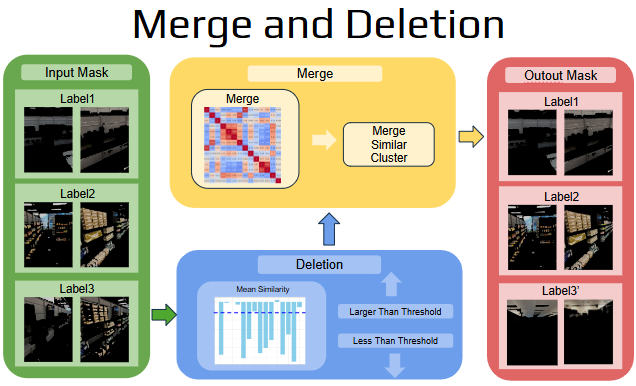 Merge and Deletion
Input Mask
Label1
Label2
Label3
Merge
Merge
Merge
Similar
Cluster
Deletion
Mean Similarity
Larger Than Threshold
Less Than Threshold
Outout Mask
Label1
Label2
Label3'